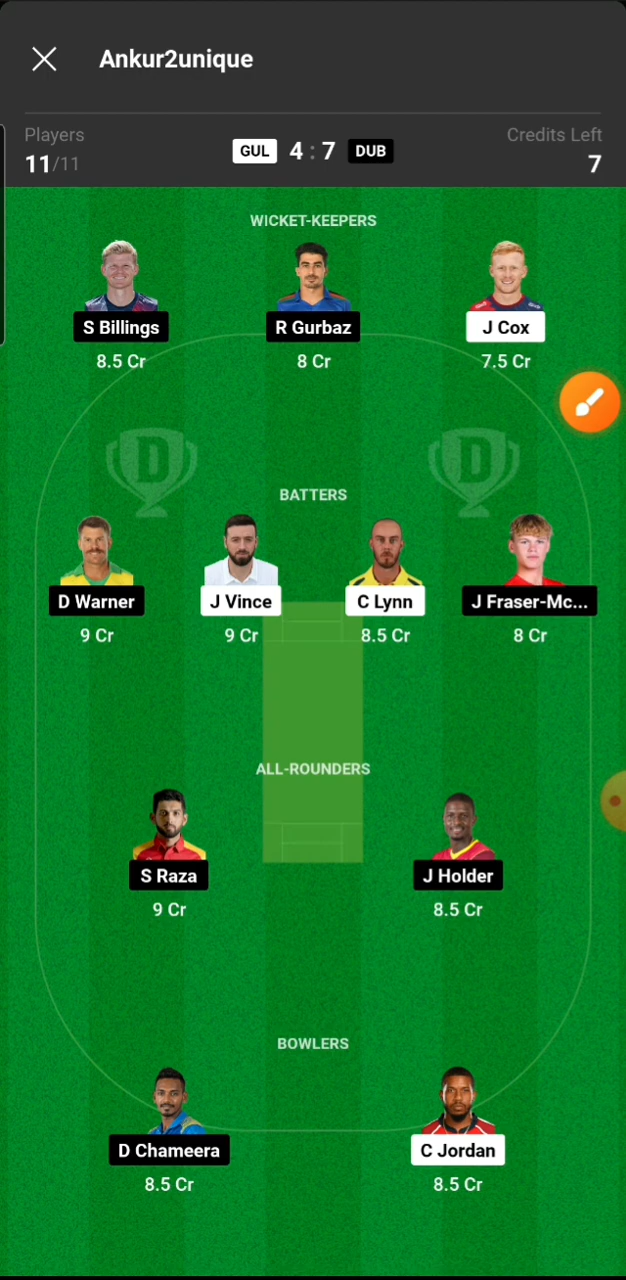 Ankur2unique
Players
Credits Left
11/11
GUL 4 : 7 DUB
7
WICKET-KEEPERS
S Billings
R Gurbaz
J Cox
8.5 Cr
8 Cr
7.5 Cr
D
D
BATTERS
D Warner
J Vince
C Lynn
J Fraser-Mc...
9 Cr
9 Cr
8.5 Cr
8 Cr
ALL-ROUNDERS
S Raza
J Holder
9 Cr
8.5 Cr
BOWLERS
D Chameera
C Jordan
8.5 Cr
8.5 Cr